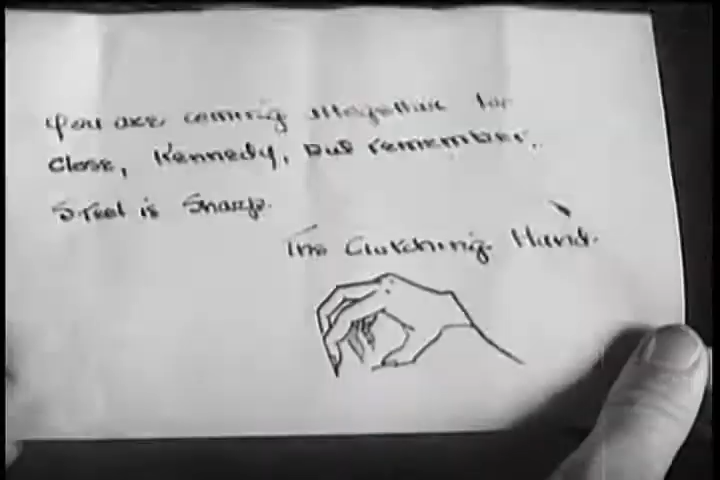 You are coming altogether too
close, Kennedy, but remember,
Steel is Sharp.
The Clutching Hand.